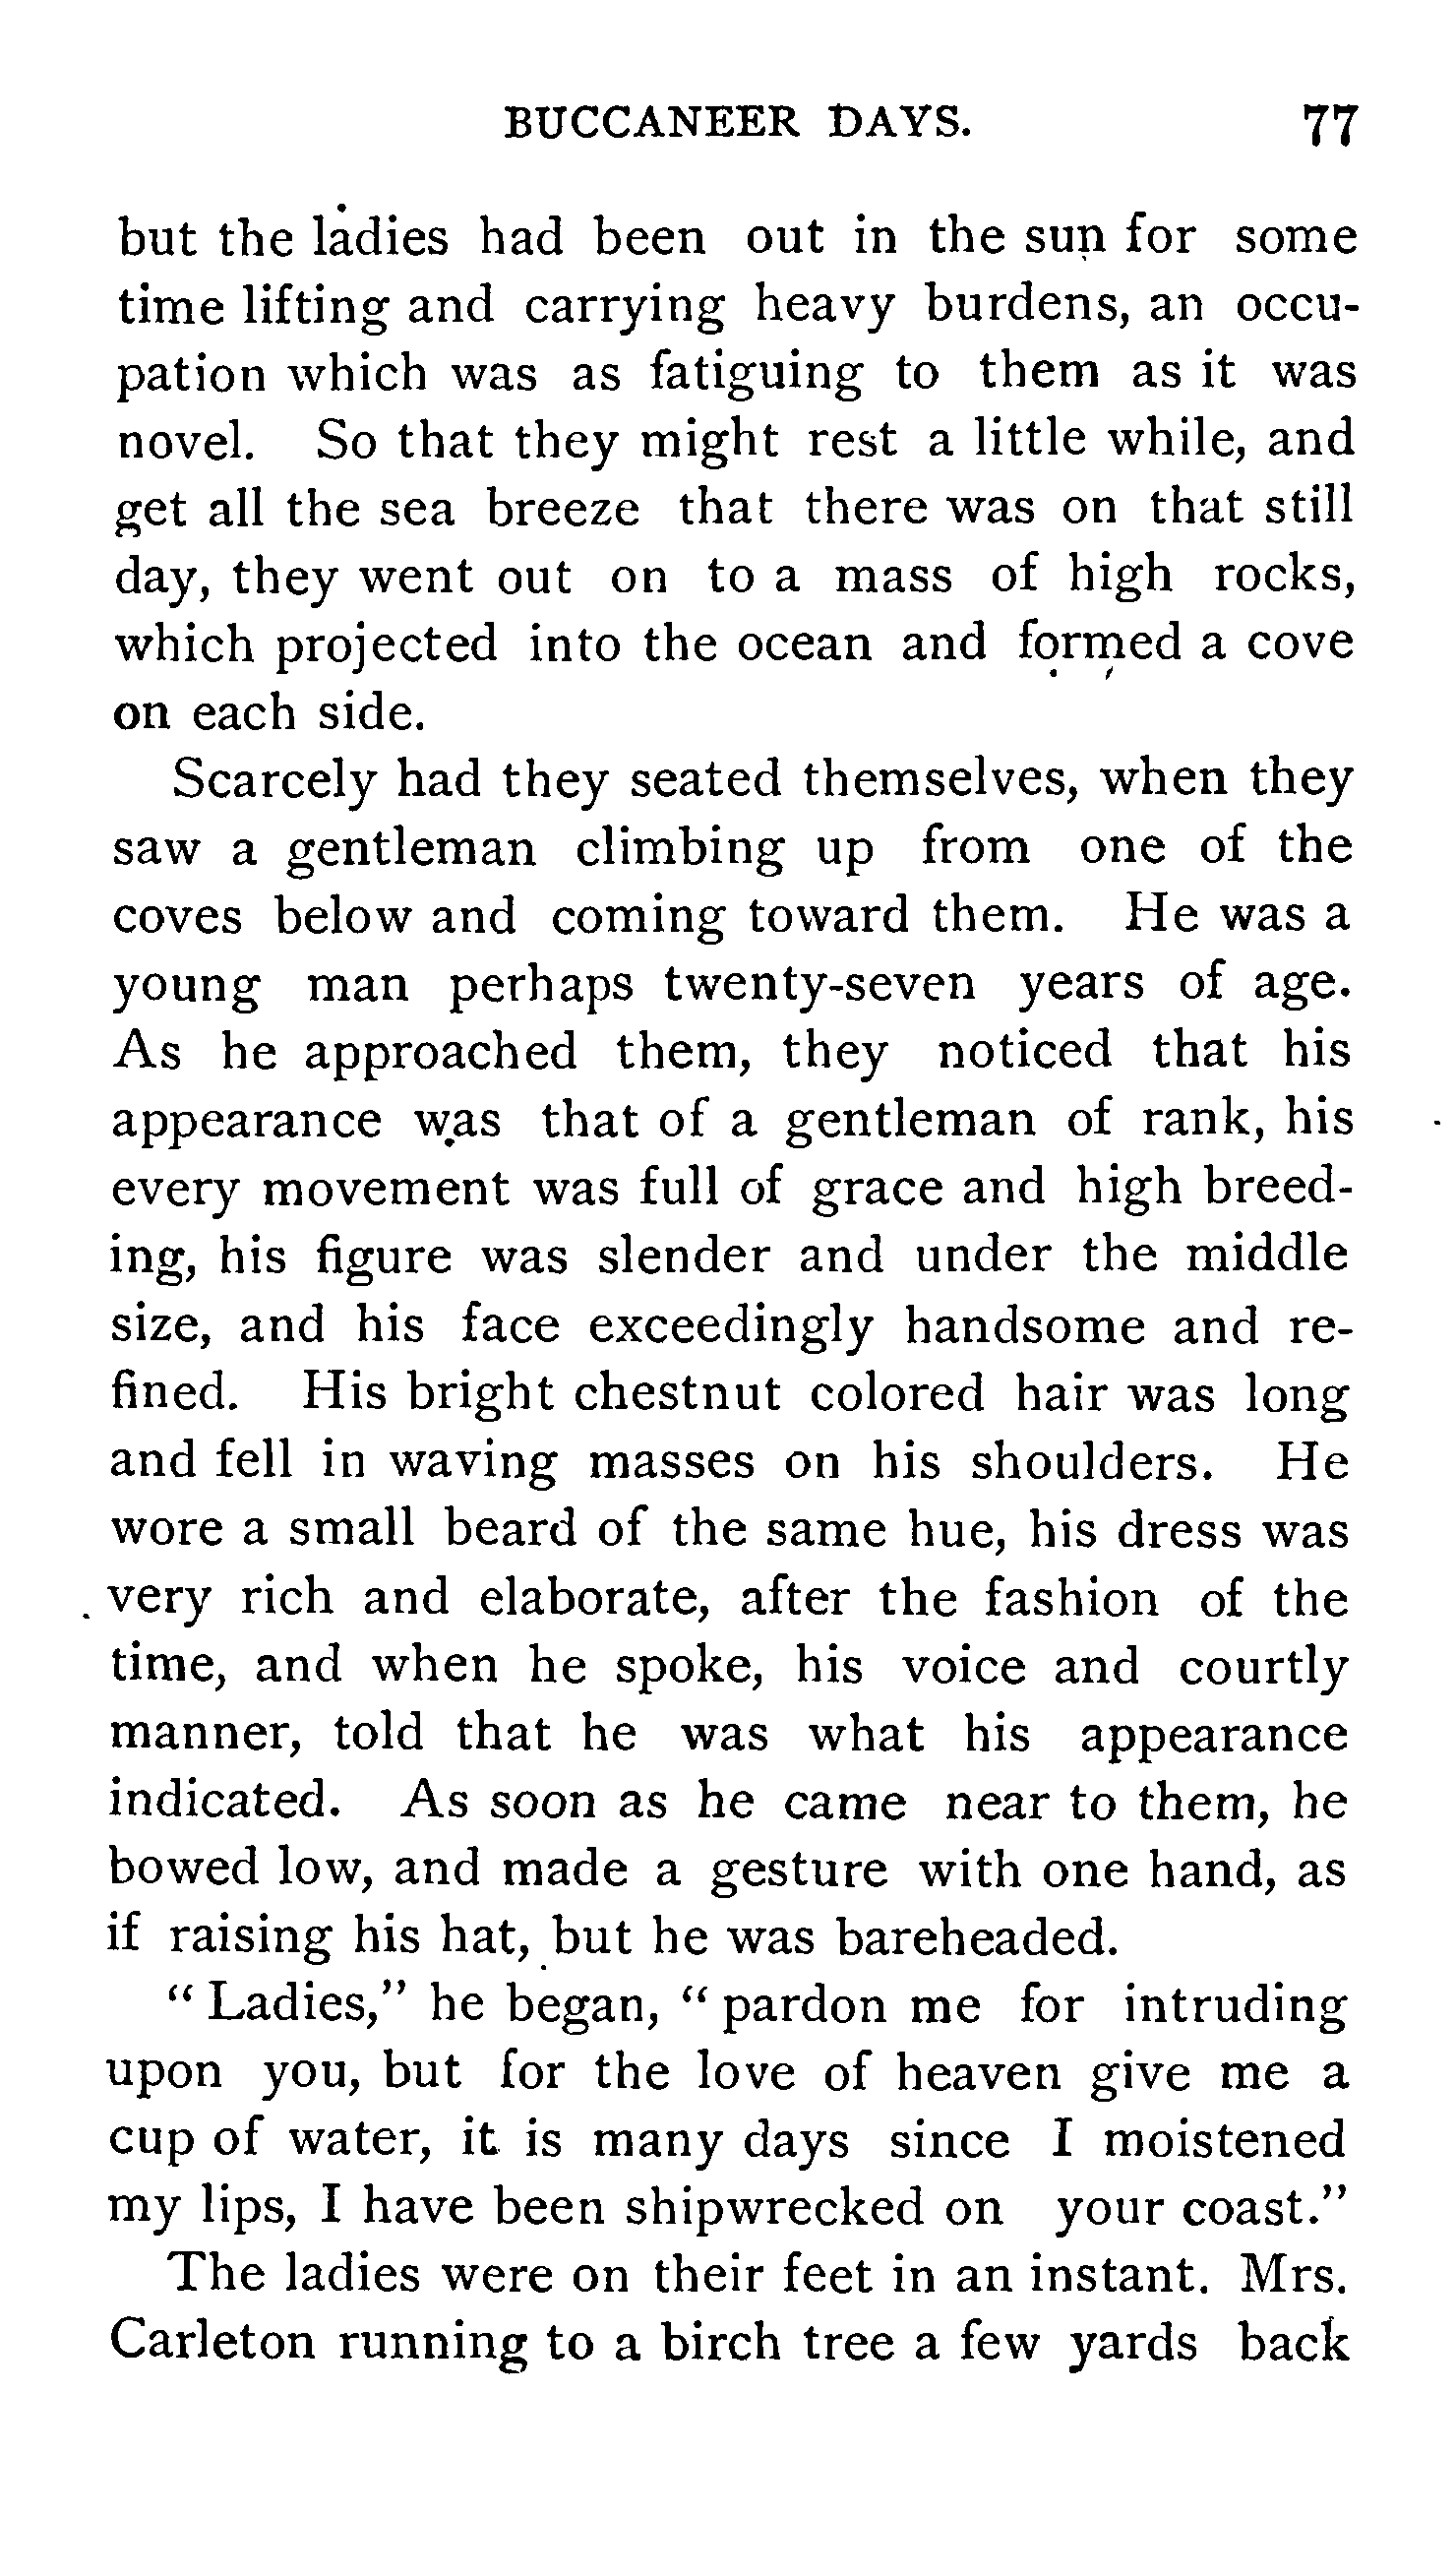 BUCCANEER DAYS. 77
but the ladies had been out in the sun for some
time lifting and carrying heavy burdens, an occu-
pation which was as fatiguing to them as it was
novel. So that they might rest a little while, and
get all the sea breeze that there was on that still
day, they went out on to a mass of high rocks,
which projected into the ocean and formed a cove
on each side.
Scarcely had they seated themselves, when they
saw a gentleman climbing up from one of the
coves below and coming toward them. He was a
young man perhaps twenty-seven years of age.
As he approached them, they noticed that his
appearance was that of a gentleman of rank, his
every movement was full of grace and high breed-
ing, his figure was slender and under the middle
size, and his face exceedingly handsome and re-
fined. His bright chestnut colored hair was long
and fell in waving masses on his shoulders. He
wore a small beard of the same hue, his dress was
very rich and elaborate, after the fashion of the
time, and when he spoke, his voice and courtly
manner, told that he was what his appearance
indicated. As soon as he came near to them, he
bowed low, and made a gesture with one hand, as
if raising his hat, but he was bareheaded.
“ Ladies,” he began, “ pardon me for intruding
upon you, but for the love of heaven give me a
cup of water, it is many days since I moistened
my lips, I have been shipwrecked on your coast.”
The ladies were on their feet in an instant. Mrs.
Carleton running to a birch tree a few yards back